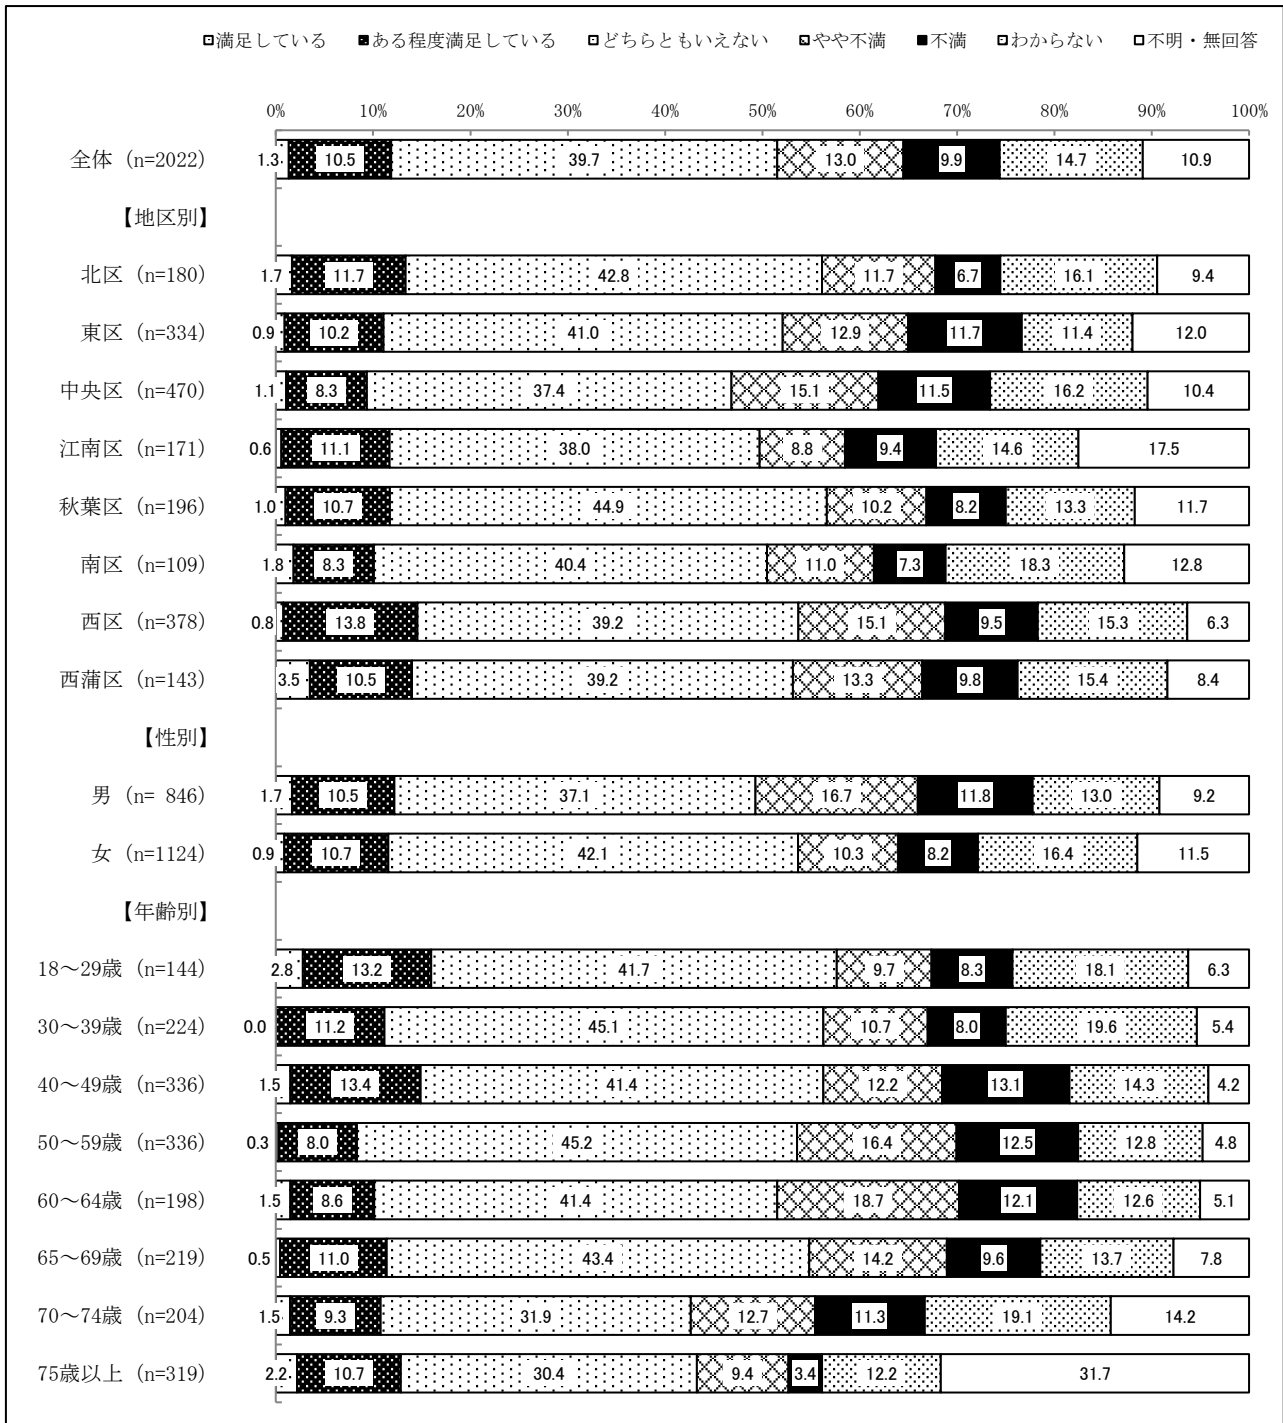 満足している ある程度満足している どちらともいえない やや不満 不満 わからない 不明・無回答
0% 10% 20% 30% 40% 50% 60% 70% 80% 90% 100%
全体 (n=2022) 1.3 10.5 39.7 13.0 9.9 14.7 10.9
【地区別】
北区 (n=180) 1.7 11.7 42.8 11.7 6.7 16.1 9.4
東区 (n=334) 0.9 10.2 41.0 12.9 11.7 11.4 12.0
中央区 (n=470) 1.1 8.3 37.4 15.1 11.5 16.2 10.4
江南区 (n=171) 0.6 11.1 38.0 8.8 9.4 14.6 17.5
秋葉区 (n=196) 1.0 10.7 44.9 10.2 8.2 13.3 11.7
南区 (n=109) 1.8 8.3 40.4 11.0 7.3 18.3 12.8
西区 (n=378) 0.8 13.8 39.2 15.1 9.5 15.3 6.3
西蒲区 (n=143) 3.5 10.5 39.2 13.3 9.8 15.4 8.4
【性別】
男 (n= 846) 1.7 10.5 37.1 16.7 11.8 13.0 9.2
女 (n=1124) 0.9 10.7 42.1 10.3 8.2 16.4 11.5
【年齢別】
18～29歳 (n=144) 2.8 13.2 41.7 9.7 8.3 18.1 6.3
30～39歳 (n=224) 0.0 11.2 45.1 10.7 8.0 19.6 5.4
40～49歳 (n=336) 1.5 13.4 41.4 12.2 13.1 14.3 4.2
50～59歳 (n=336) 0.3 8.0 45.2 16.4 12.5 12.8 4.8
60～64歳 (n=198) 1.5 8.6 41.4 18.7 12.1 12.6 5.1
65～69歳 (n=219) 0.5 11.0 43.4 14.2 9.6 13.7 7.8
70～74歳 (n=204) 1.5 9.3 31.9 12.7 11.3 19.1 14.2
75歳以上 (n=319) 2.2 10.7 30.4 9.4 3.4 12.2 31.7